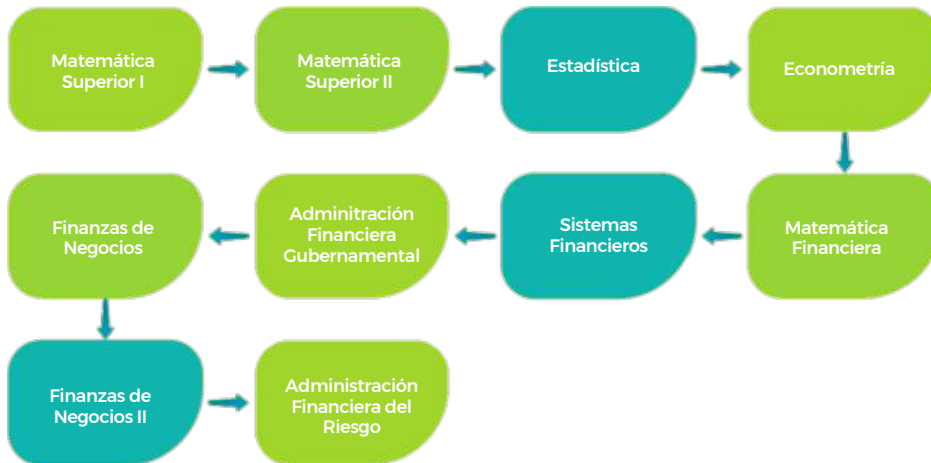 Matemática
Superior I
Matemática
Superior II
Estadística
Econometría
Finanzas de
Negocios
Adminitración
Financiera
Gubernamental
Sistemas
Financieros
Matemática
Financiera
Finanzas de
Negocios II
Administración
Financiera del
Riesgo